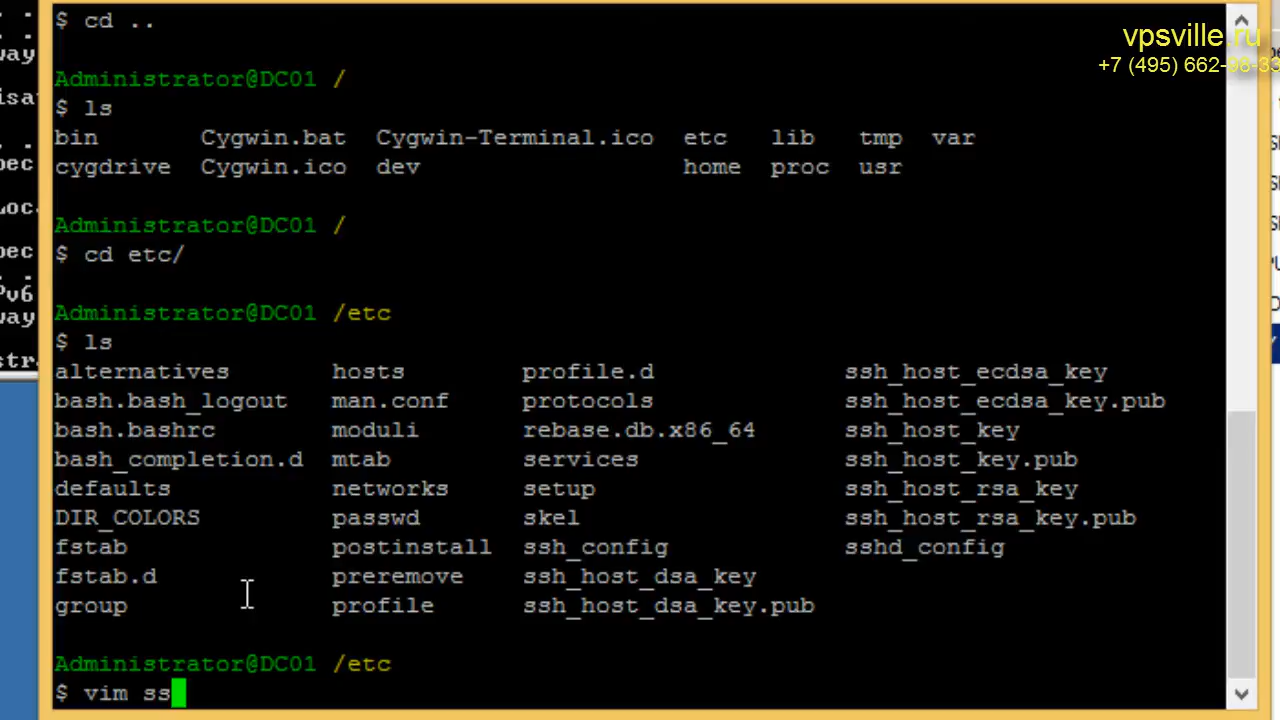 $ cd ..
vpsville.ru
+7 (495) 662-98-33
Administrator@DC01 /
$ ls
bin Cygwin.bat Cygwin-Terminal.ico etc lib tmp var
cygdrive Cygwin.ico dev home proc usr
Administrator@DC01 /
$ cd etc/
Administrator@DC01 /etc
$ ls
alternatives hosts profile.d ssh_host_ecdsa_key
bash.bash_logout man.conf protocols ssh_host_ecdsa_key.pub
bash.bashrc moduli rebase.db.x86_64 ssh_host_key
bash_completion.d mtab services ssh_host_key.pub
defaults networks setup ssh_host_rsa_key
DIR_COLORS passwd skel ssh_host_rsa_key.pub
fstab postinstall ssh_config sshd_config
fstab.d preremove ssh_host_dsa_key
group profile ssh_host_dsa_key.pub
Administrator@DC01 /etc
$ vim ss